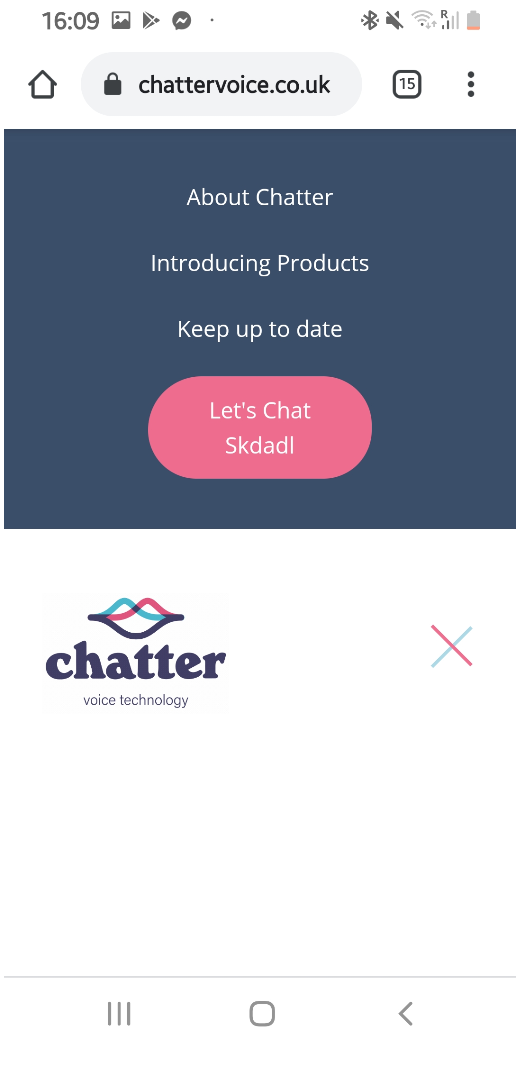 16:09
R
chattervoice.co.uk
15
About Chatter
Introducing Products
Keep up to date
Let's Chat
Skdadl
chatter
voice technology